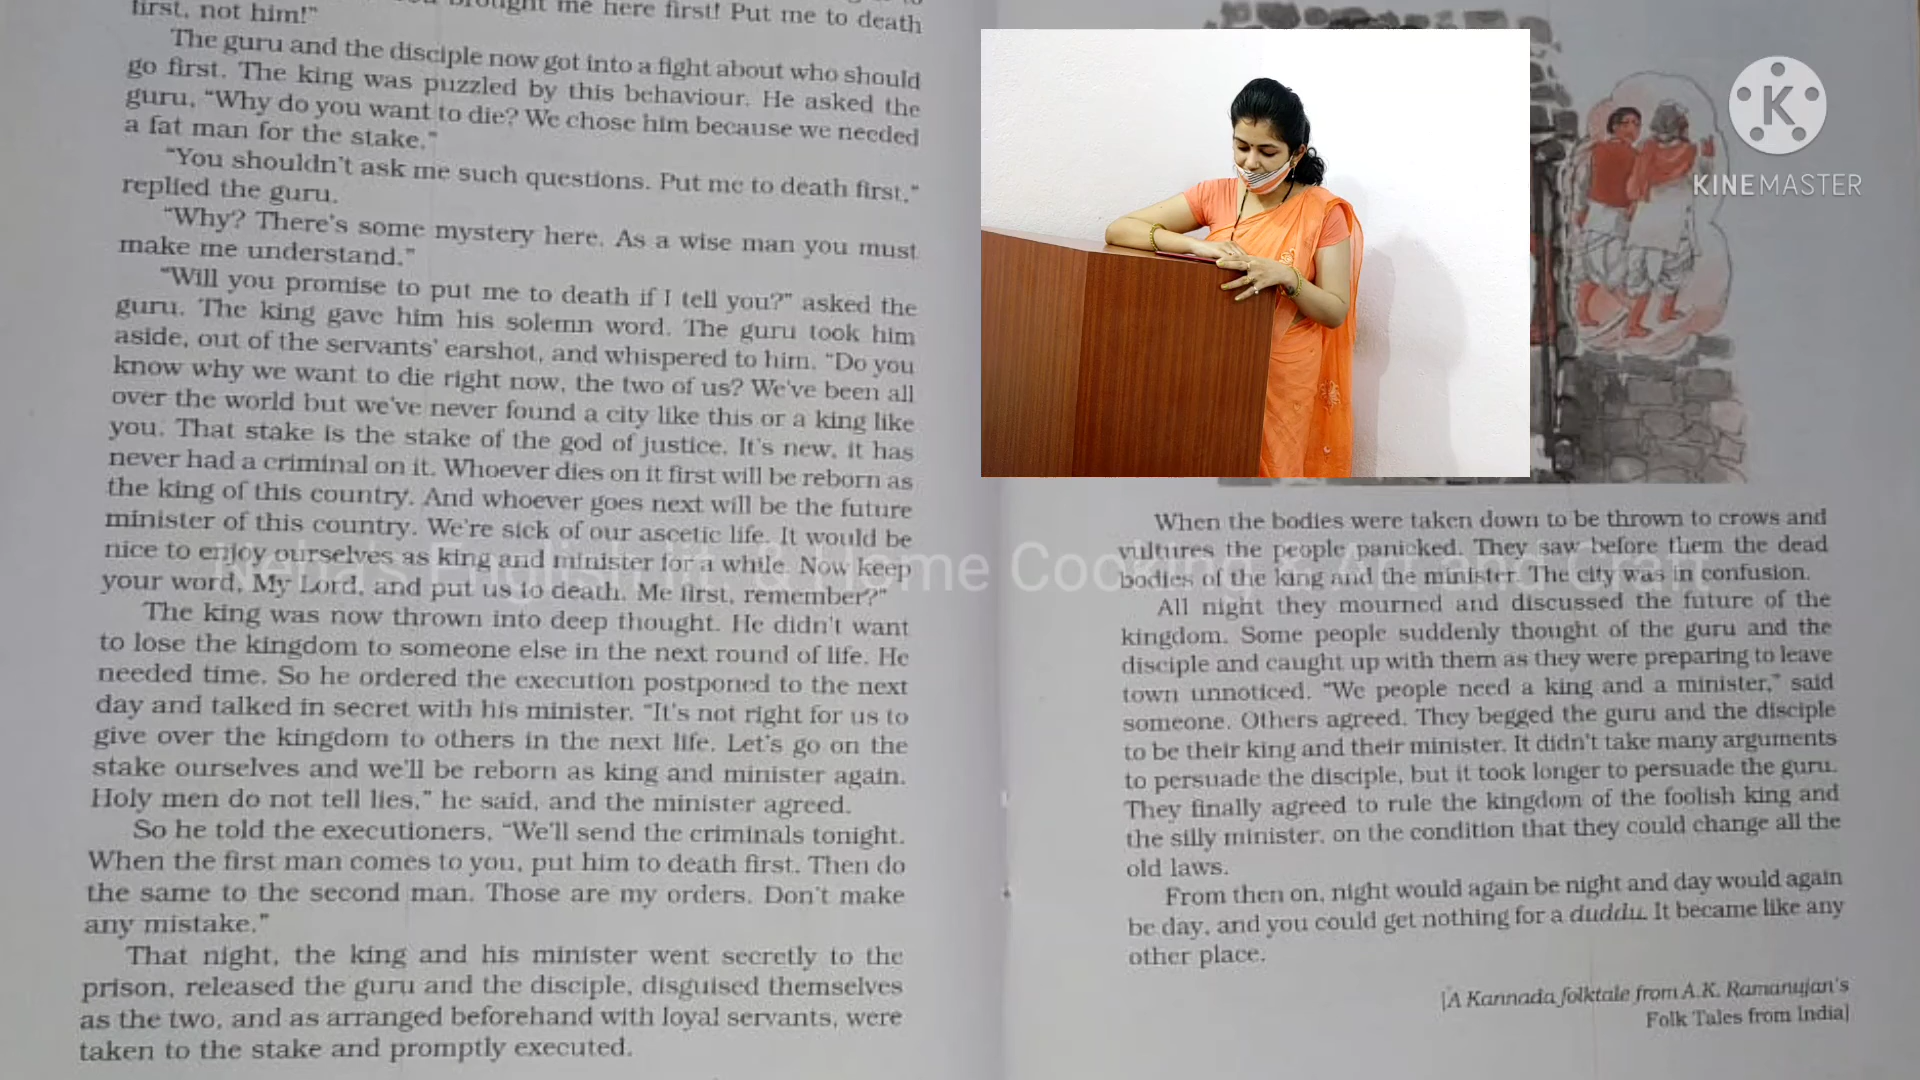 brought me here first! Put me to death
first, not him!"
The guru and the disciple now got into a fight about who should
go first. The king was puzzled by this behaviour. He asked the
guru, "Why do you want to die? We chose him because we needed
a fat man for the stake."
"You shouldn't ask me such questions. Put me to death first,"
replied the guru.
"Why? There's some mystery here. As a wise man you must
make me understand."
"Will you promise to put me to death if I tell you?" asked the
guru. The king gave him his solemn word. The guru took him
aside, out of the servants' earshot, and whispered to him, "Do you
know why we want to die right now, the two of us? We've been all
over the world but we've never found a city like this or a king like
you. That stake is the stake of the god of justice. It's new, it has
never had a criminal on it. Whoever dies on it first will be reborn as
the king of this country. And whoever goes next will be the future
minister of this country. We're sick of our ascetic life. It would be
nice to enjoy ourselves as king and minister for a while. Now keep
your word, My Lord, and put us to death. Me first, remember?"
The king was now thrown into deep thought. He didn't want
to lose the kingdom to someone else in the next round of life. He
needed time. So he ordered the execution postponed to the next
day and talked in secret with his minister. "It's not right for us to
give over the kingdom to others in the next life. Let's go on the
stake ourselves and we'll be reborn as king and minister again.
Holy men do not tell lies," he said, and the minister agreed.
So he told the executioners, "We'll send the criminals tonight.
When the first man comes to you, put him to death first. Then do
the same to the second man. Those are my orders. Don't make
any mistake."
That night, the king and his minister went secretly to the
prison, released the guru and the disciple, disguised themselves
as the two, and as arranged beforehand with loyal servants, were
taken to the stake and promptly executed.
KINEMASTER
When the bodies were taken down to be thrown to crows and
vultures the people panicked. They saw before them the dead
bodies of the king and the minister. The city was in confusion.
All night they mourned and discussed the future of the
kingdom. Some people suddenly thought of the guru and the
disciple and caught up with them as they were preparing to leave
town unnoticed. "We people need a king and a minister," said
someone. Others agreed. They begged the guru and the disciple
to be their king and their minister. It didn't take many arguments
to persuade the disciple, but it took longer to persuade the guru.
They finally agreed to rule the kingdom of the foolish king and
the silly minister, on the condition that they could change all the
old laws.
From then on, night would again be night and day would again
be day, and you could get nothing for a duddu. It became like any
other place.
[A Kannada folktale from A.K. Ramanujan's
Folk Tales from India]
English lit. & Home Cooking & Art and Craft